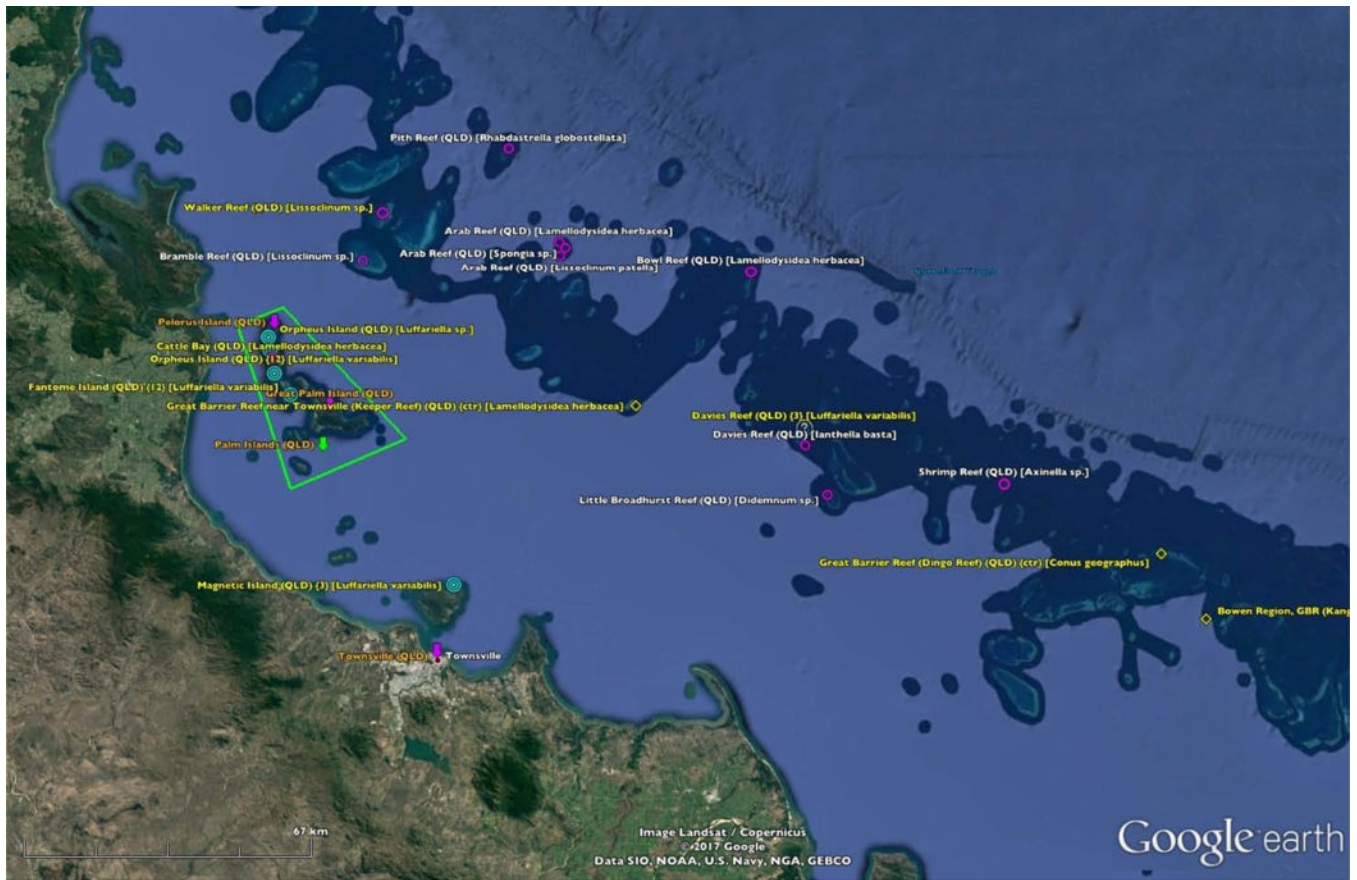 Pith Reef (QLD) [Rhabdastrella globostellata]
Walker Reef (QLD) [Lissoclinum sp.]
Arab Reef (QLD) [Lamellodysidea herbacea]
Bramble Reef (QLD) [Lissoclinum sp.]
Arab Reef (QLD) [Spongia sp.]
Bowl Reef (QLD) [Lamellodysidea herbacea]
Arab Reef (QLD) [Lissoclinum patella]
Pelorus Island (QLD)
Orpheus Island (QLD) [Luffariella sp.]
Cattle Bay (QLD) [Lamellodysidea herbacea]
Orpheus Island (QLD) {12} [Luffariella variabilis]
Fantome Island (QLD) {12} [Luffariella variabilis]
Great Palm Island (QLD)
Great Barrier Reef near Townsville (Keeper Reef) (QLD) {ctr} [Lamellodysidea herbacea]
Davies Reef (QLD) {3} [Luffariella variabilis]
?
Davies Reef (QLD) [Ianthella basta]
Palm Islands (QLD)
Shrimp Reef (QLD) [Axinella sp.]
Little Broadhurst Reef (QLD) [Didemnum sp.]
Great Barrier Reef (Dingo Reef) (QLD) {ctr} [Conus geographus]
Magnetic Island (QLD) {3} [Luffariella variabilis]
Bowen Region, GBR (Kang
Townsville (QLD)
Townsville
67 km
Image Landsat / Copernicus
© 2017 Google
Data SIO, NOAA, U.S. Navy, NGA, GEBCO
Google earth